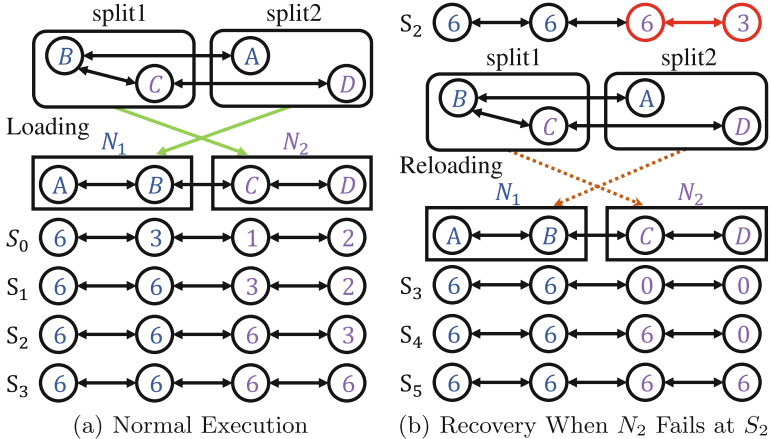 split1 split2
B A
C D
Loading
N₁ N₂
A B C D
S₀ 6 3 1 2
S₁ 6 6 3 2
S₂ 6 6 6 3
S₃ 6 6 6 6
(a) Normal Execution
S₂ 6 6 6 3
split1 split2
B A
C D
Reloading
N₁ N₂
A B C D
S₃ 6 6 0 0
S₄ 6 6 6 0
S₅ 6 6 6 6
(b) Recovery When N₂ Fails at S₂